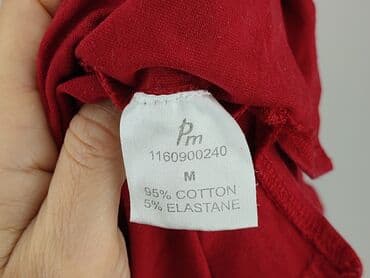 Pm
1160900240
M
95% COTTON
5% ELASTANE